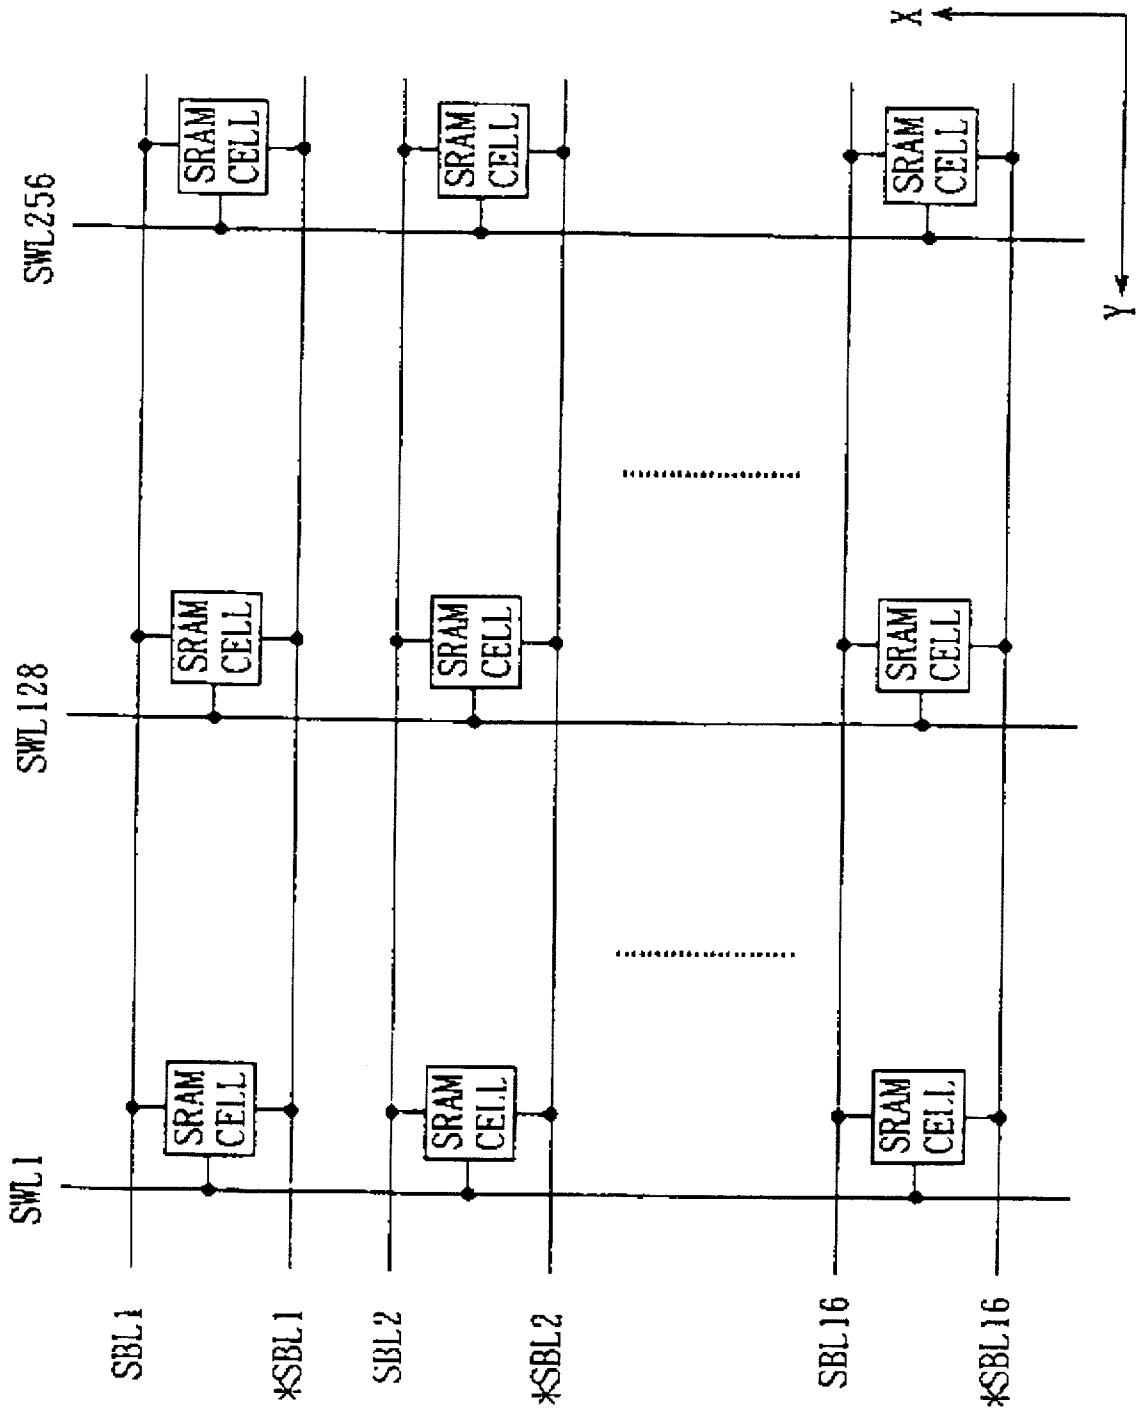 SWL1
SWL128
SWL256
SBL1
SRAM
CELL
SRAM
CELL
SRAM
CELL
*SBL1
SBL2
SRAM
CELL
SRAM
CELL
SRAM
CELL
*SBL2
SBL16
SRAM
CELL
SRAM
CELL
SRAM
CELL
*SBL16
X
Y